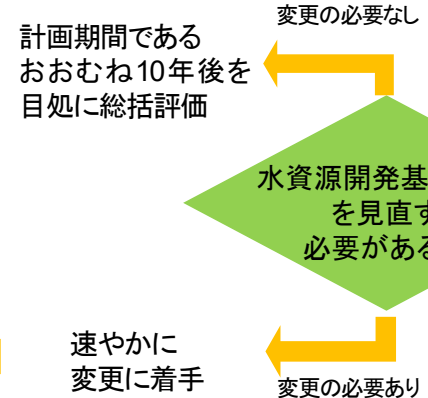 変更の必要なし
計画期間である
おおむね10年後を
目処に総括評価
水資源開発基
を見直す
必要がある
速やかに
変更に着手
変更の必要あり